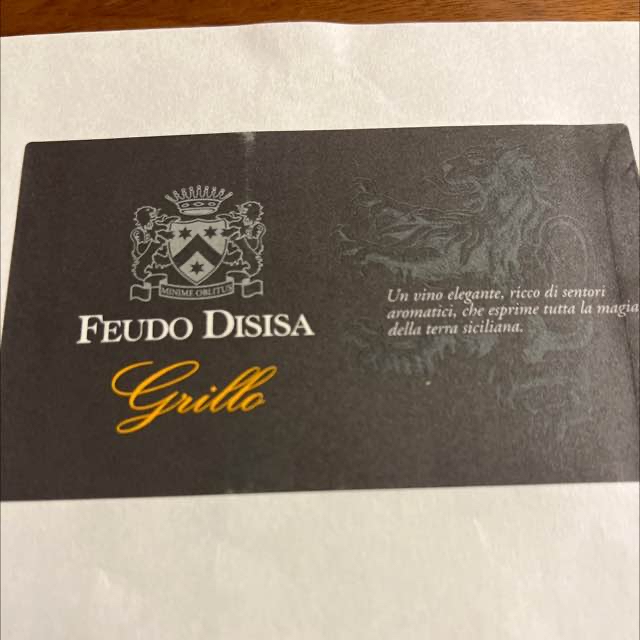 MINIME OBLITUS
FEUDO DISISA
Grillo
Un vino elegante, ricco di sentori
aromatici, che esprime tutta la magia
della terra siciliana.